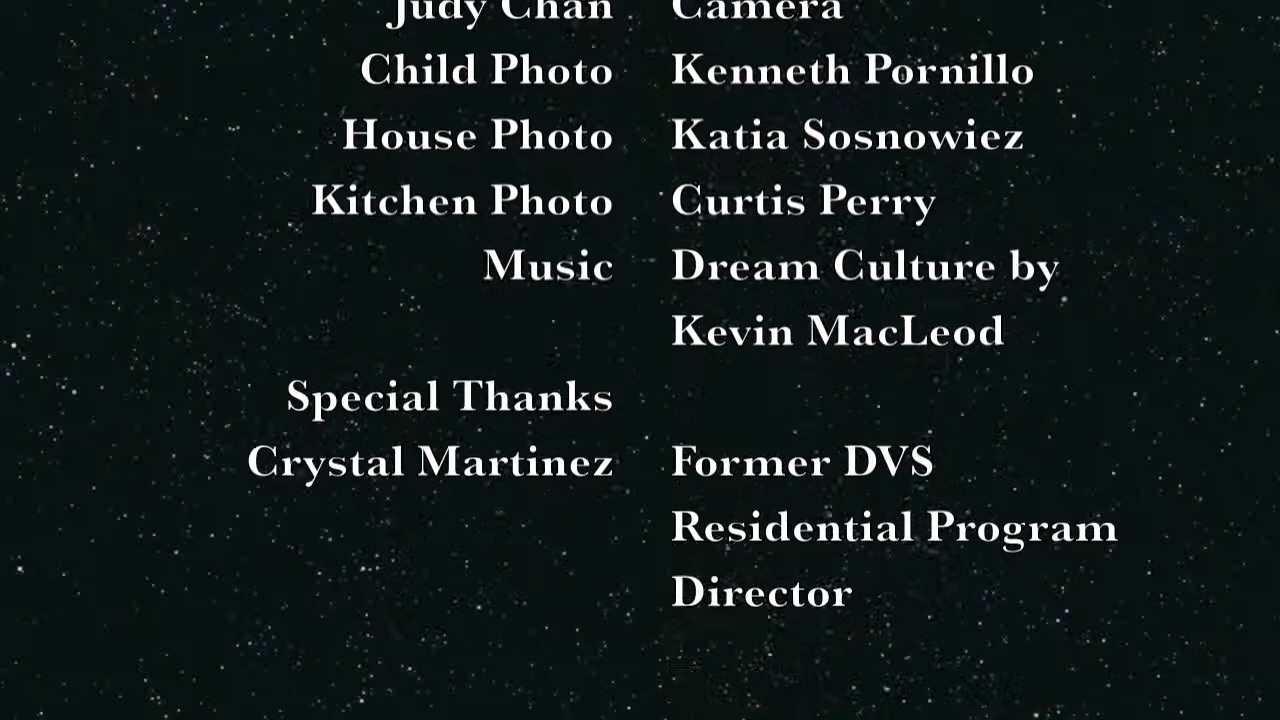 Judy Chan Camera
Child Photo Kenneth Pornillo
House Photo Katia Sosnowiez
Kitchen Photo Curtis Perry
Music Dream Culture by
Kevin MacLeod
Special Thanks
Crystal Martinez Former DVS
Residential Program
Director